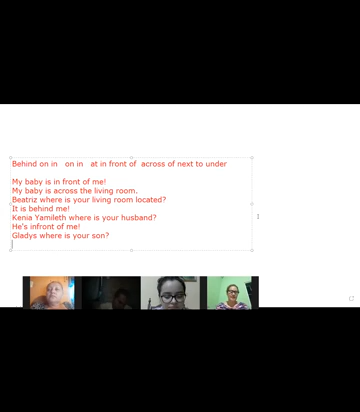 Behind on in   on in   at in front of  across of next to under
My baby is in front of me!
My baby is across the living room.
Beatriz where is your living room located?
It is behind me!
Kenia Yamileth where is your husband?
He's infront of me!
Gladys where is your son?